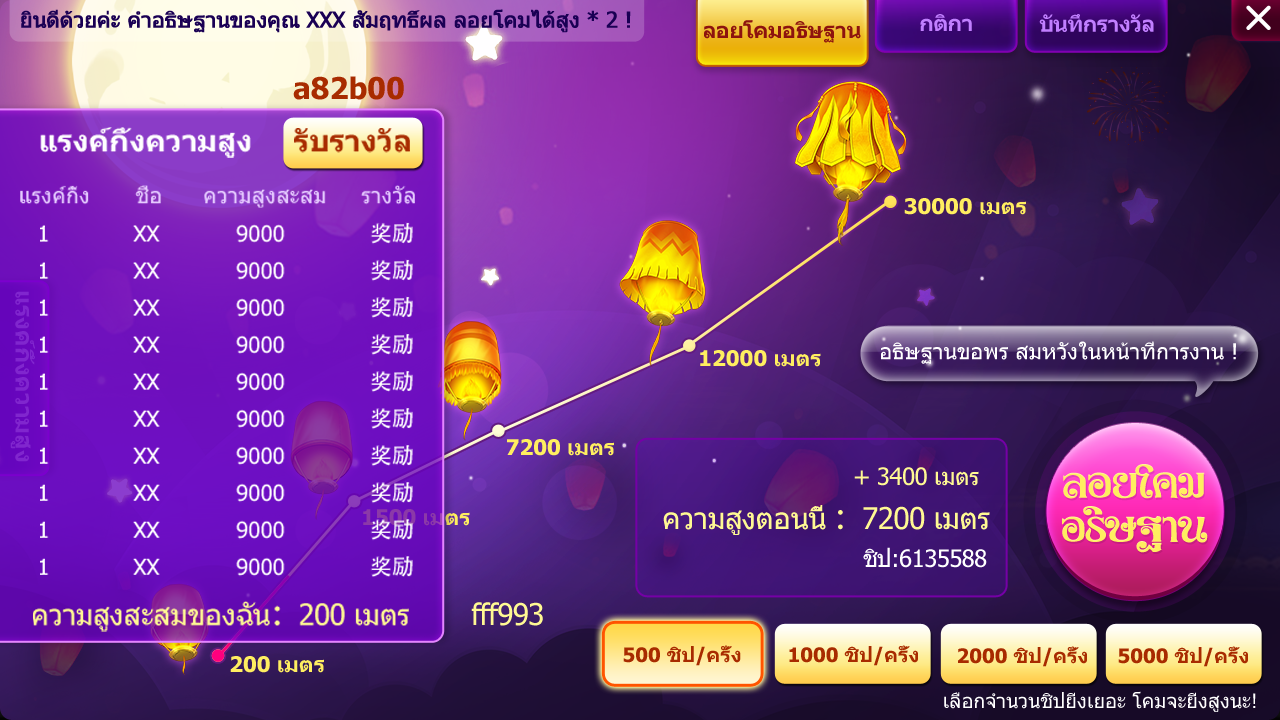 ยินดีด้วยค่ะ คำอธิษฐานของคุณ XXX สัมฤทธิ์ผล ลอยโคมได้สูง * 2 !
ลอยโคมอธิษฐาน
กติกา
บันทึกรางวัล
a82b00
แรงค์กิ้งความสูง
รับรางวัล
แรงค์กิ้ง ชื่อ ความสูงสะสม รางวัล
1 XX 9000 奖励
1 XX 9000 奖励
1 XX 9000 奖励
1 XX 9000 奖励
1 XX 9000 奖励
1 XX 9000 奖励
1 XX 9000 奖励
1 XX 9000 奖励
1 XX 9000 奖励
1 XX 9000 奖励
ความสูงสะสมของฉัน: 200 เมตร
แรงค์กิ้งความสูง
30000 เมตร
12000 เมตร
7200 เมตร
1500 เมตร
200 เมตร
อธิษฐานขอพร สมหวังในหน้าที่การงาน !
+ 3400 เมตร
ความสูงตอนนี้ : 7200 เมตร
ชิป:6135588
ลอยโคม
อธิษฐาน
fff993
500 ชิป/ครั้ง
1000 ชิป/ครั้ง
2000 ชิป/ครั้ง
5000 ชิป/ครั้ง
เลือกจำนวนชิปยิ่งเยอะ โคมจะยิ่งสูงนะ!